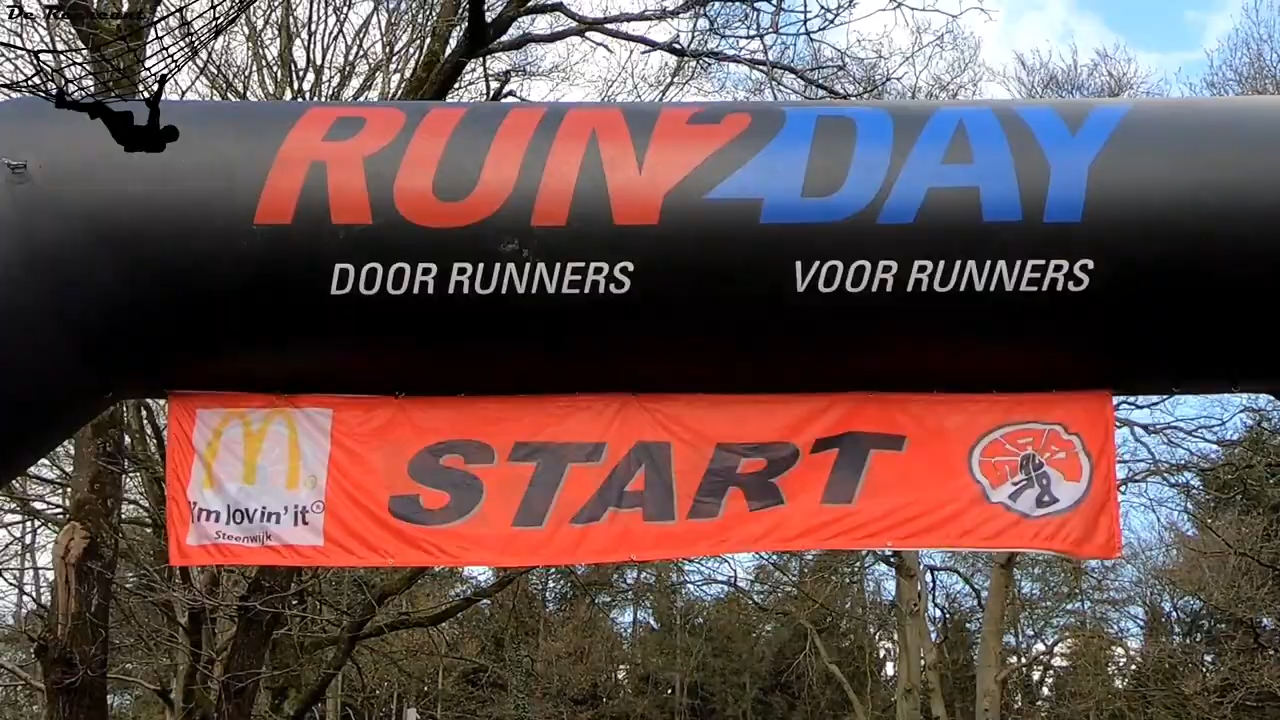 RUN2DAY
DOOR RUNNERS VOOR RUNNERS
START
i'm lovin' it®
Steenwijk